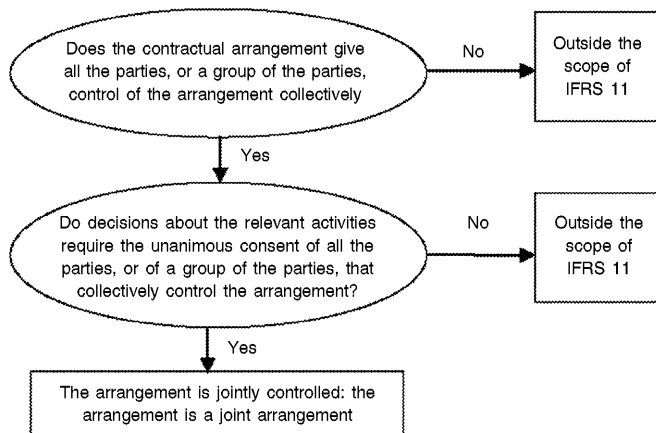 Does the contractual arrangement give
all the parties, or a group of the parties,
control of the arrangement collectively
No
Outside the
scope of
IFRS 11
Yes
Do decisions about the relevant activities
require the unanimous consent of all the
parties, or of a group of the parties, that
collectively control the arrangement?
No
Outside the
scope of
IFRS 11
Yes
The arrangement is jointly controlled: the
arrangement is a joint arrangement